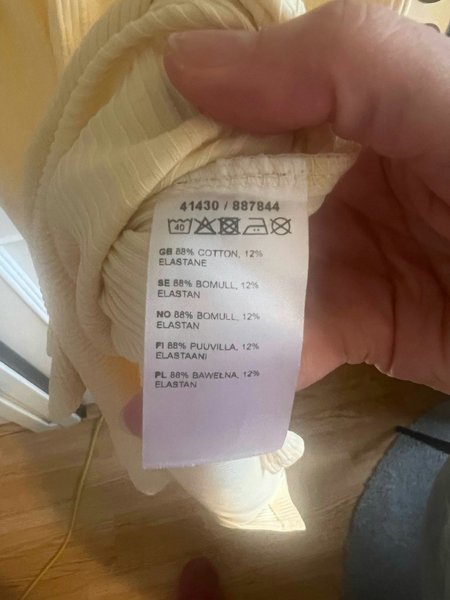 41430 / 887844
40
GB 88% COTTON, 12%
ELASTANE
SE 88% BOMULL, 12%
ELASTAN
NO 88% BOMULL, 12%
ELASTAN
FI 88% PUUVILLA, 12%
ELASTAANI
PL 88% BAWEŁNA, 12%
ELASTAN